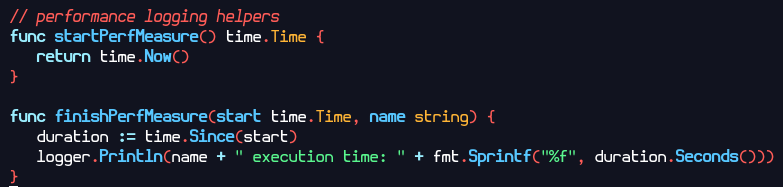 // performance logging helpers
func startPerfMeasure() time.Time {
   return time.Now()
}

func finishPerfMeasure(start time.Time, name string) {
   duration := time.Since(start)
   logger.Println(name + " execution time: " + fmt.Sprintf("%f", duration.Seconds()))
}